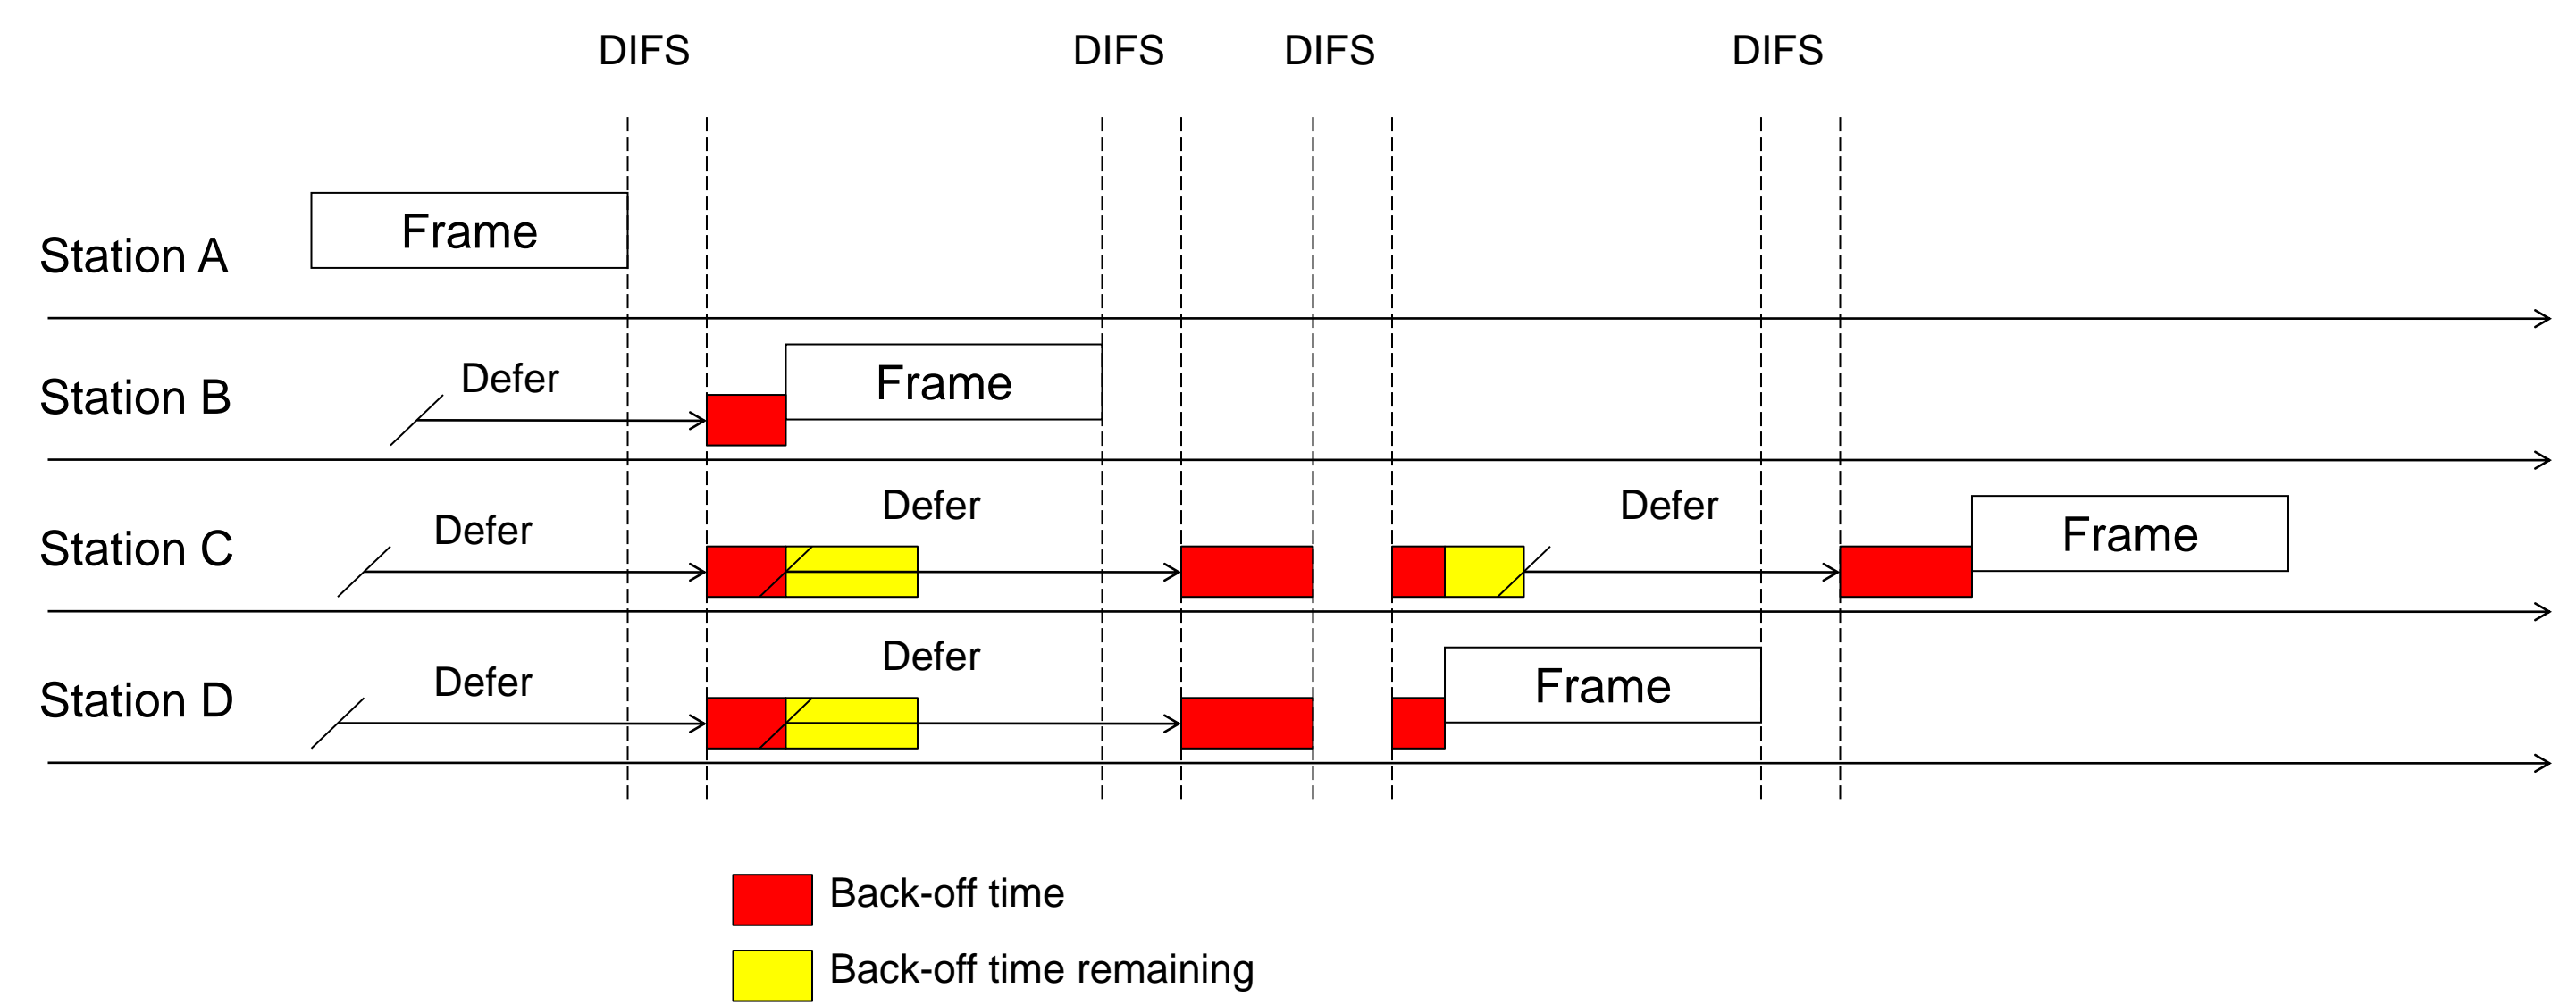 DIFS DIFS DIFS DIFS
Frame
Station A
Defer
Frame
Station B
Defer Defer
Defer
Frame
Station C
Defer
Defer
Frame
Station D
Back-off time
Back-off time remaining